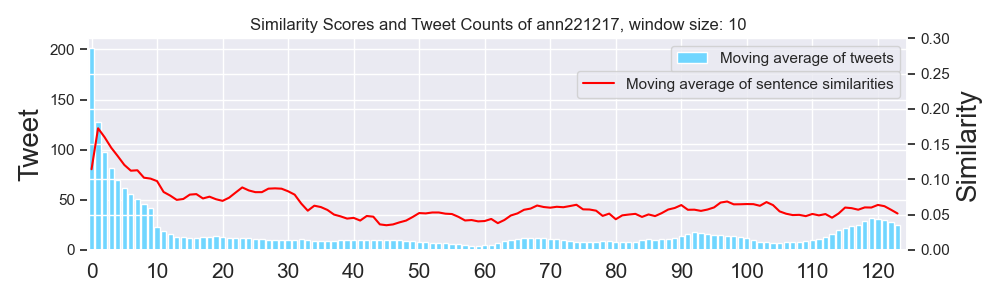 Similarity Scores and Tweet Counts of ann221217, window size: 10
Tweet
200
150
100
50
0
Moving average of tweets
Moving average of sentence similarities
0.30
0.25
0.20
0.15
0.10
0.05
0.00
Similarity
0 10 20 30 40 50 60 70 80 90 100 110 120